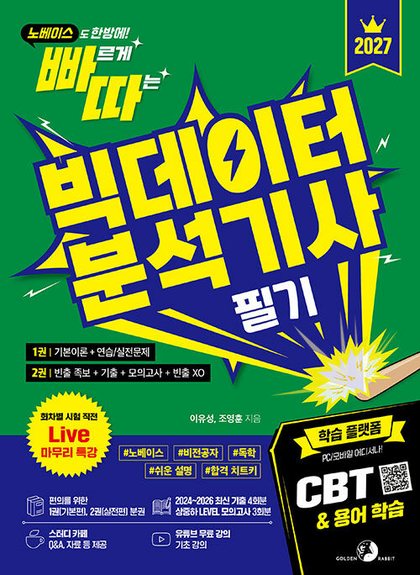 노베이스도 한방에!
빠르게
따는
2027
빅데이터
분석기사
필기
1권 | 기본이론 + 연습/실전문제
2권 | 빈출 족보 + 기출 + 모의고사 + 빈출 XO
이유성, 조영훈 지음
회차별 시험 직전
Live
마무리 특강
#노베이스 #비전공자 #독학
#쉬운 설명 #합격 치트키
편의를 위한
1권(기본편), 2권(실전편) 분권
2024~2026 최신 기출 4회분
상중하 LEVEL 모의고사 3회분
스터디 카페
Q&A, 자료 등 제공
유튜브 무료 강의
기초 강의
학습 플랫폼
PC/모바일 어디서나!
CBT
& 용어 학습
GOLDEN RABBIT